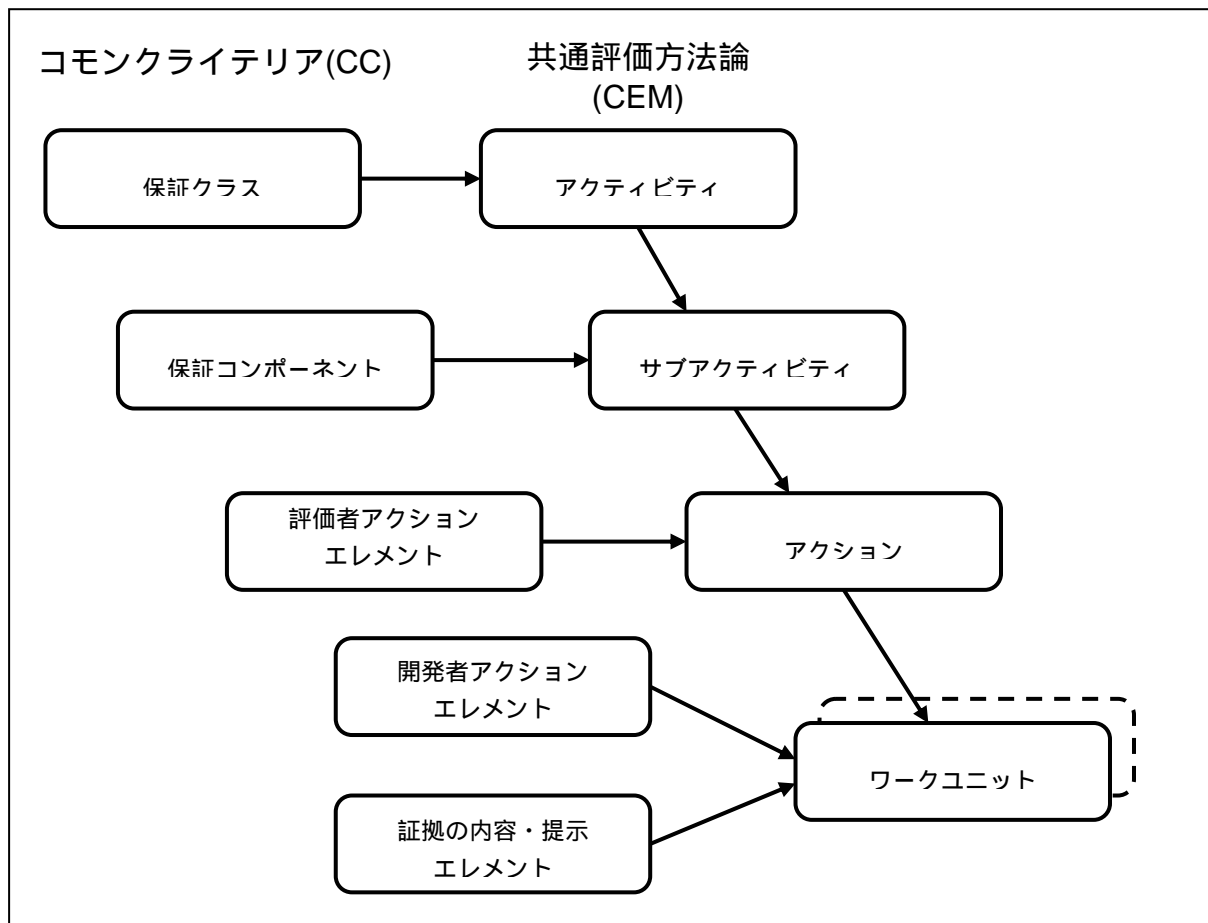 コモンクライテリア(CC)
共通評価方法論
(CEM)
保証クラス
アクティビティ
保証コンポーネント
サブアクティビティ
評価者アクション
エレメント
アクション
開発者アクション
エレメント
ワークユニット
証拠の内容・提示
エレメント